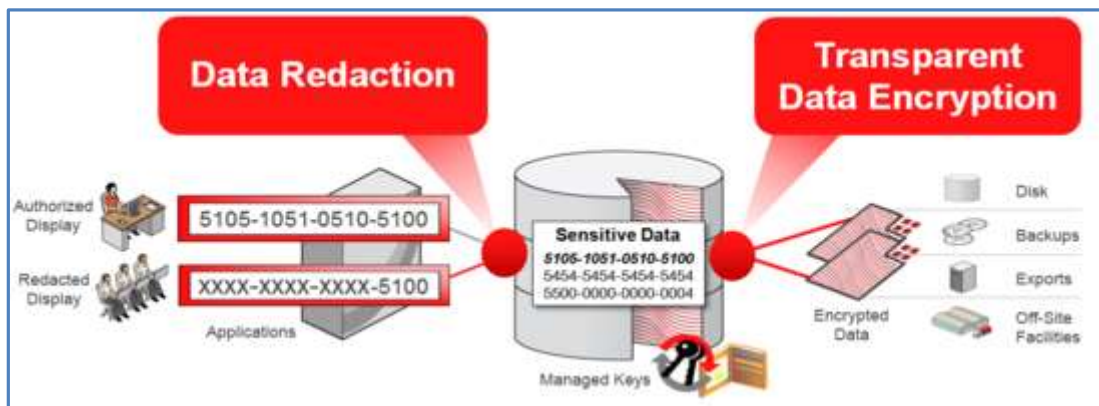 Data Redaction
Transparent
Data Encryption
Authorized
Display
5105-1051-0510-5100
Redacted
Display
XXXX-XXXX-XXXX-5100
Applications
Sensitive Data
5105-1051-0510-5100
5454-5454-5454-5454
5500-0000-0000-0004
Managed Keys
Encrypted
Data
Disk
Backups
Exports
Off-Site
Facilities